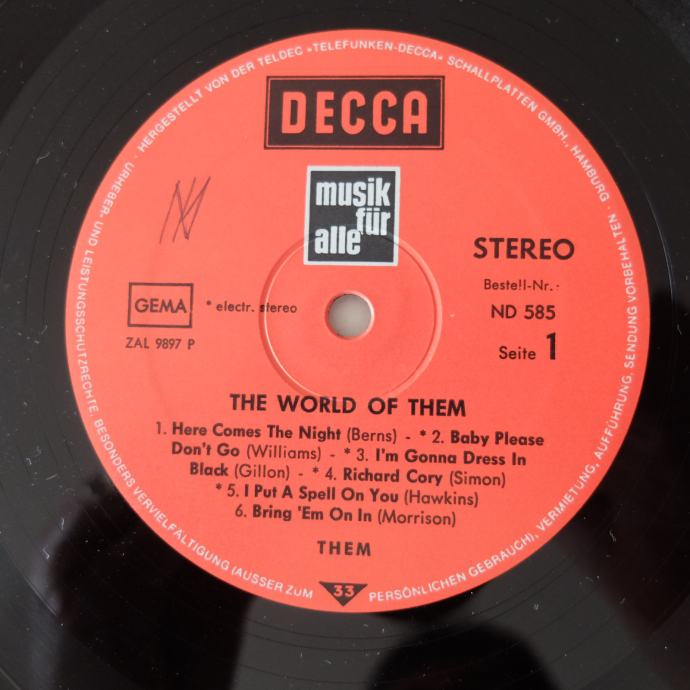 URHEBER- UND LEISTUNGSSCHUTZRECHTE, BESONDERS VERVIELFÄLTIGUNG (AUSSER ZUM PERSÖNLICHEN GEBRAUCH), VERMIETUNG, AUFFÜHRUNG, SENDUNG VORBEHALTEN · HERGESTELLT VON DER TELDEC »TELEFUNKEN-DECCA« SCHALLPLATTEN GMBH., HAMBURG ·
DECCA
musik
für
alle
STEREO
Bestell-Nr.:
ND 585
Seite 1
GEMA
* electr. stereo
ZAL 9897 P
THE WORLD OF THEM
1. Here Comes The Night (Berns) - * 2. Baby Please
Don't Go (Williams) - * 3. I'm Gonna Dress In
Black (Gillon) - * 4. Richard Cory (Simon)
* 5. I Put A Spell On You (Hawkins)
6. Bring 'Em On In (Morrison)
THEM
33